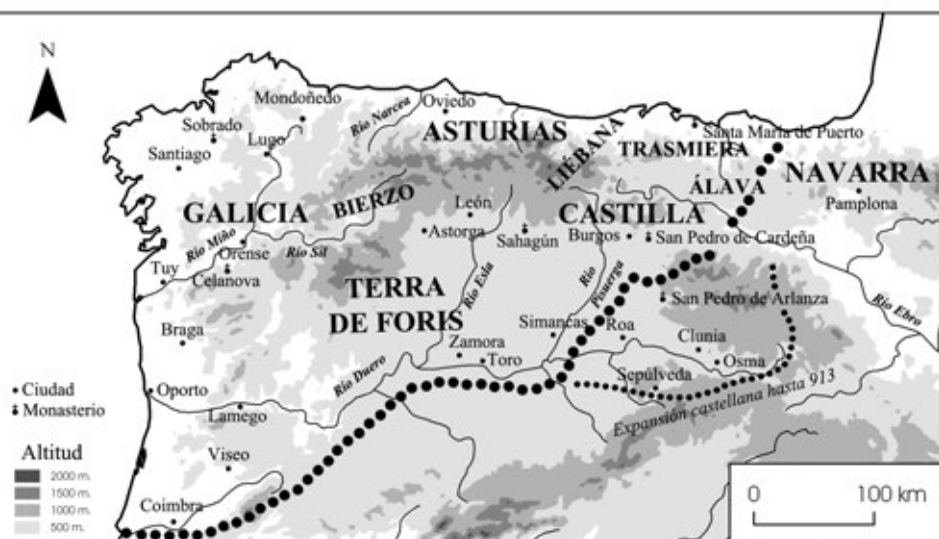 N
Mondoñedo
Río Narcea
Oviedo
Sobrado
Lugo
Santiago
ASTURIAS
LIÉBANA
Santa María de Puerto
TRASMIERA
NAVARRA
ÁLAVA
Pamplona
BIERZO
GALICIA
León
CASTILLA
Astorga
Sahagún
Burgos
San Pedro de Cardeña
Río Miño
Orense
Río Sil
Tuy
Celanova
TERRA
DE FORIS
Río Esla
Río
Pisuerga
San Pedro de Arlanza
Río Ebro
Braga
Simancas
Roa
Clunia
Zamora
Toro
Osma
Río Duero
Sepúlveda
Expansión castellana hasta 913
Ciudad
Monasterio
Oporto
Lamego
Altitud
2000 m.
1500 m.
1000 m.
500 m.
Viseo
Coimbra
0 100 km